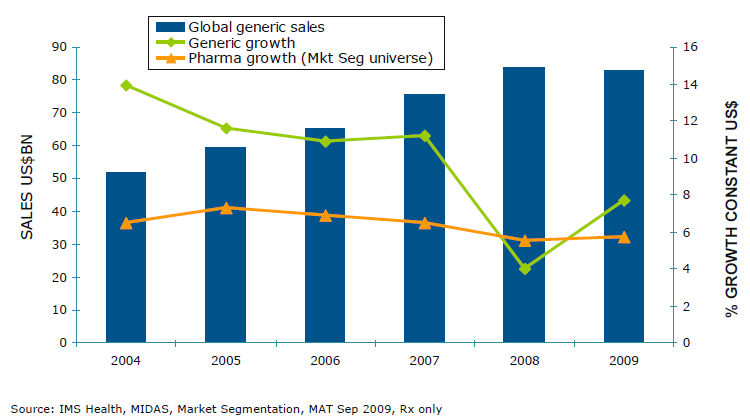 Global generic sales
Generic growth
Pharma growth (Mkt Seg universe)
90
80
70
60
50
40
30
20
10
0
SALES US$BN
16
14
12
10
8
6
4
2
0
% GROWTH CONSTANT US$
2004 2005 2006 2007 2008 2009
Source: IMS Health, MIDAS, Market Segmentation, MAT Sep 2009, Rx only